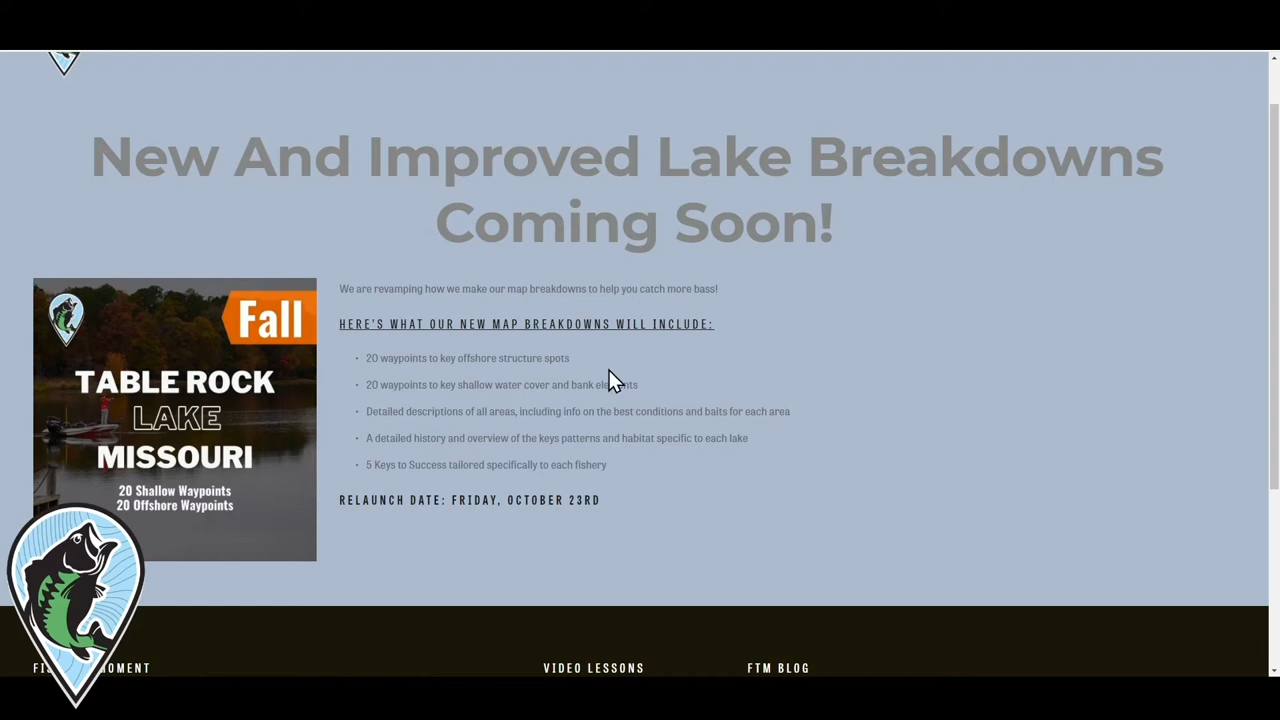 New And Improved Lake Breakdowns
Coming Soon!
Fall
TABLE ROCK
LAKE
MISSOURI
20 Shallow Waypoints
20 Offshore Waypoints
We are revamping how we make our map breakdowns to help you catch more bass!
HERE'S WHAT OUR NEW MAP BREAKDOWNS WILL INCLUDE:
• 20 waypoints to key offshore structure spots
• 20 waypoints to key shallow water cover and bank
• Detailed descriptions of all areas, including info on the best conditions and baits for each area
• A detailed history and overview of the keys patterns and habitat specific to each lake
• 5 Keys to Success tailored specifically to each fishery
RELAUNCH DATE: FRIDAY, OCTOBER 23RD
VIDEO LESSONS
FTM BLOG